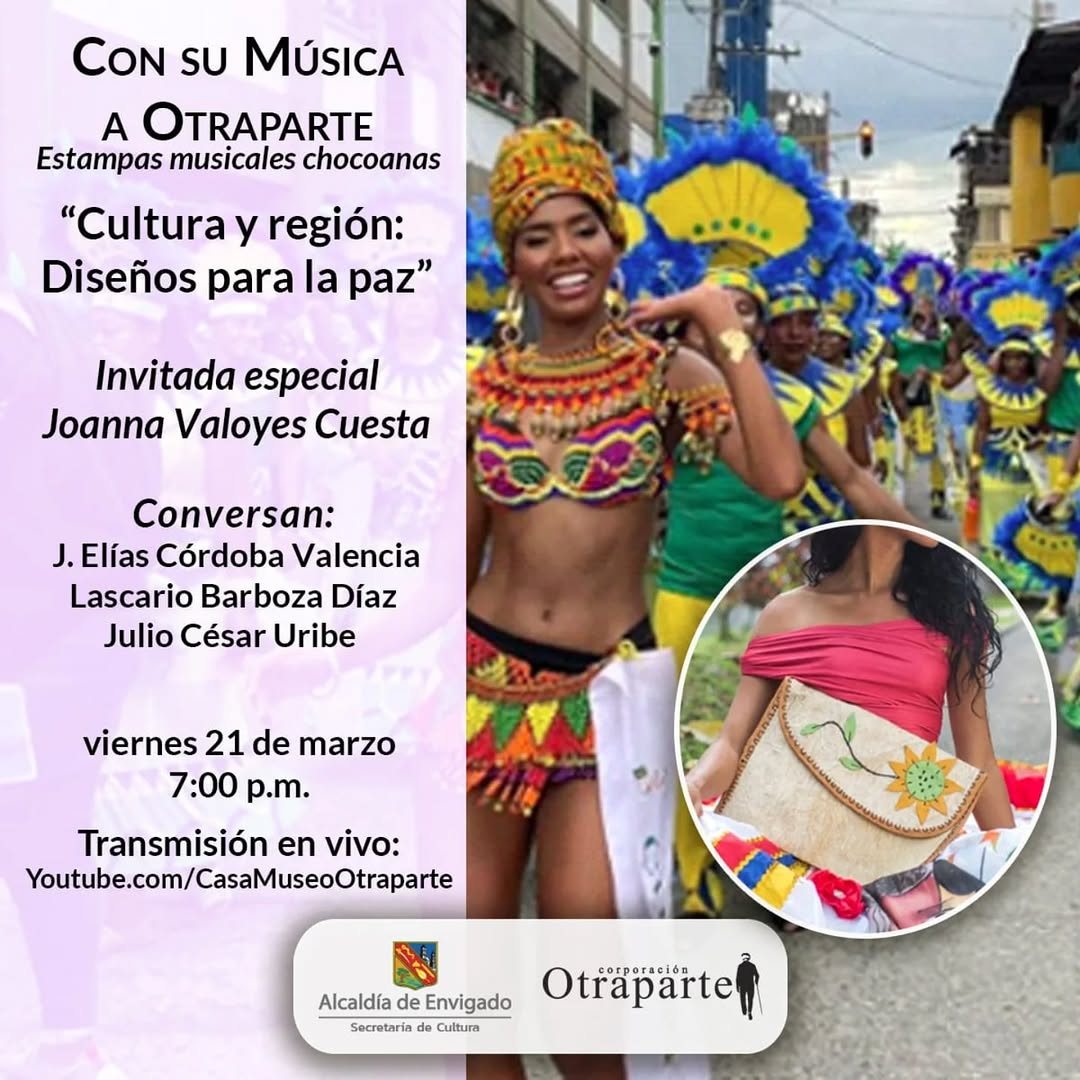 CON SU MÚSICA
A OTRAPARTE
Estampas musicales chocoanas
“Cultura y región:
Diseños para la paz”
Invitada especial
Joanna Valoyes Cuesta
Conversan:
J. Elías Córdoba Valencia
Lascario Barboza Díaz
Julio César Uribe
viernes 21 de marzo
7:00 p.m.
Transmisión en vivo:
Youtube.com/CasaMuseoOtraparte
Alcaldía de Envigado
Secretaría de Cultura
corporación
Otraparte